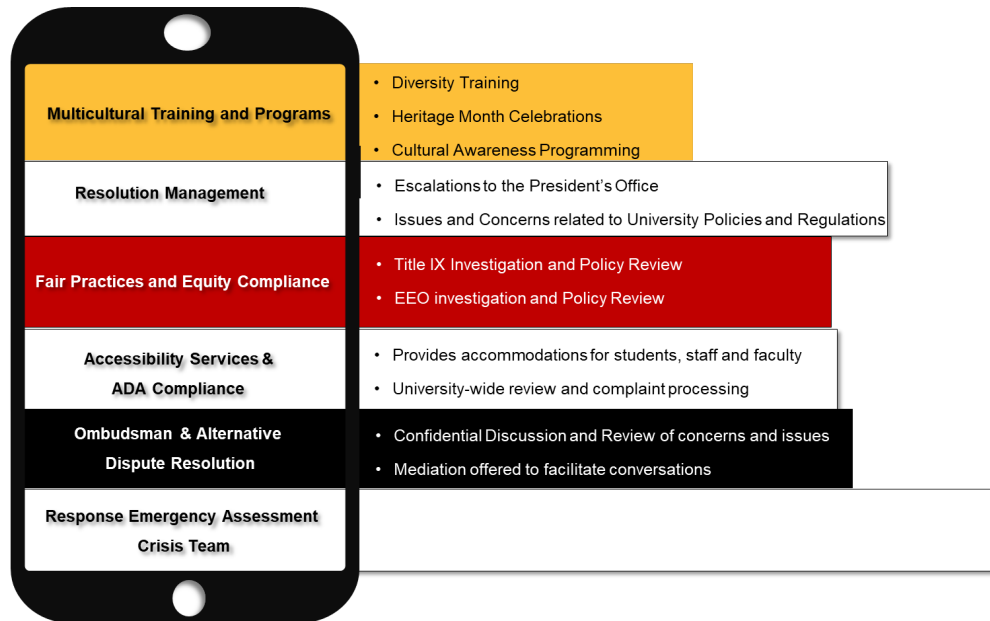 Multicultural Training and Programs
• Diversity Training
• Heritage Month Celebrations
• Cultural Awareness Programming
Resolution Management
• Escalations to the President’s Office
• Issues and Concerns related to University Policies and Regulations
Fair Practices and Equity Compliance
• Title IX Investigation and Policy Review
• EEO investigation and Policy Review
Accessibility Services &
ADA Compliance
• Provides accommodations for students, staff and faculty
• University-wide review and complaint processing
Ombudsman & Alternative
Dispute Resolution
• Confidential Discussion and Review of concerns and issues
• Mediation offered to facilitate conversations
Response Emergency Assessment
Crisis Team